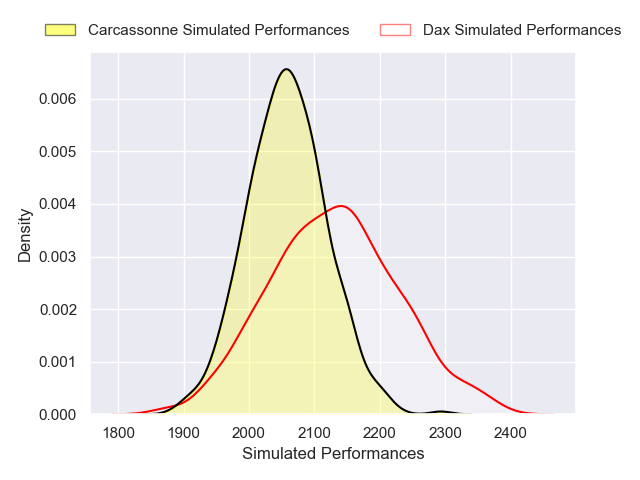 Carcassonne Simulated Performances
Dax Simulated Performances
0.006
0.005
0.004
0.003
0.002
0.001
0.000
Density
1800 1900 2000 2100 2200 2300 2400
Simulated Performances